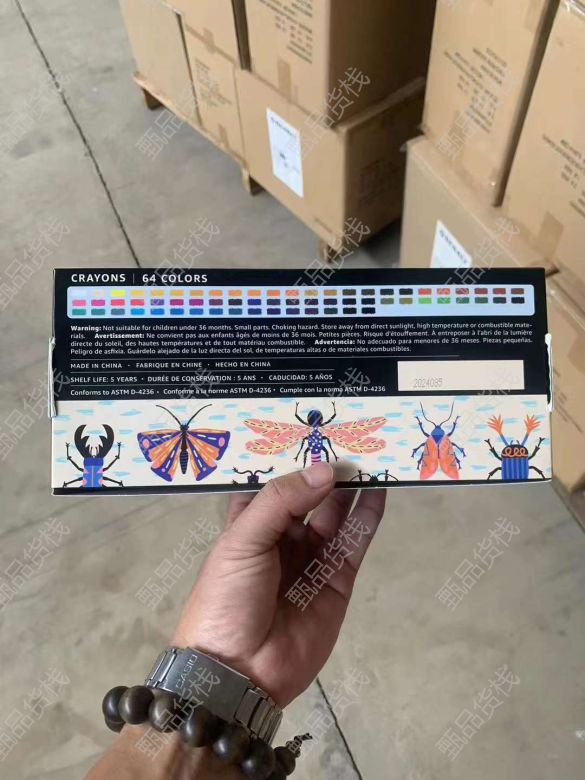 CRAYONS | 64 COLORS
Warning: Not suitable for children under 36 months. Small parts. Choking hazard. Store away from direct sunlight, high temperature or combustible mate-
rials. Avertissement: Ne convient pas aux enfants âgés de moins de 36 mois. Petites pièces. Risque d'étouffement. À entreposer à l'abri de la lumière
directe du soleil, des hautes températures et de tout matériau combustible. Advertencia: No adecuado para menores de 36 meses. Piezas pequeñas.
Peligro de asfixia. Guárdelo alejado de la luz directa del sol, de temperaturas altas o de materiales combustibles.
MADE IN CHINA • FABRIQUÉ EN CHINE • HECHO EN CHINA
SHELF LIFE: 5 YEARS • DURÉE DE CONSERVATION : 5 ANS • CADUCIDAD: 5 AÑOS
Conforms to ASTM D-4236 • Conforme à la norme ASTM D-4236 • Cumple con la norma ASTM D-4236
2024085
CASIO
甄品货栈